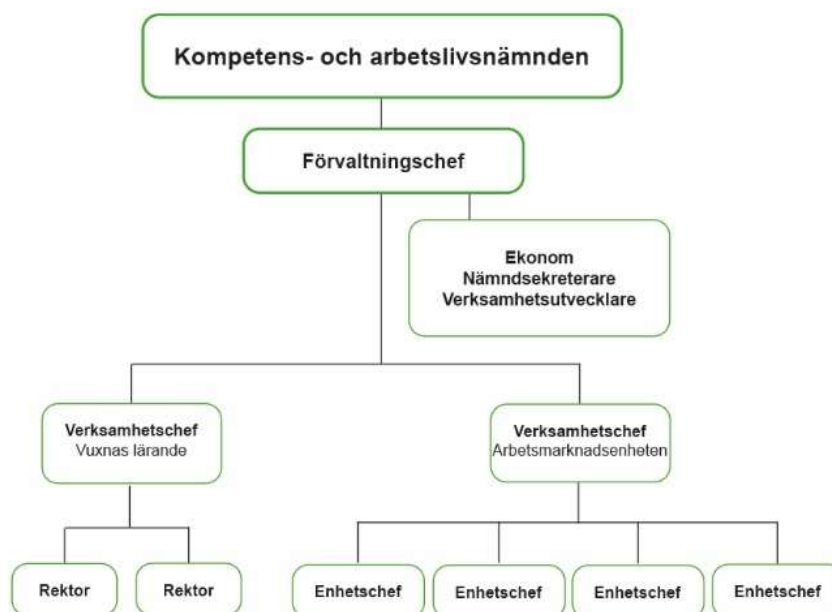 Kompetens- och arbetslivsnämnden
Förvaltningschef
Ekonom
Nämndsekreterare
Verksamhetsutvecklare
Verksamhetschef
Vuxnas lärande
Verksamhetschef
Arbetsmarknadsenheten
Rektor
Rektor
Enhetschef
Enhetschef
Enhetschef
Enhetschef